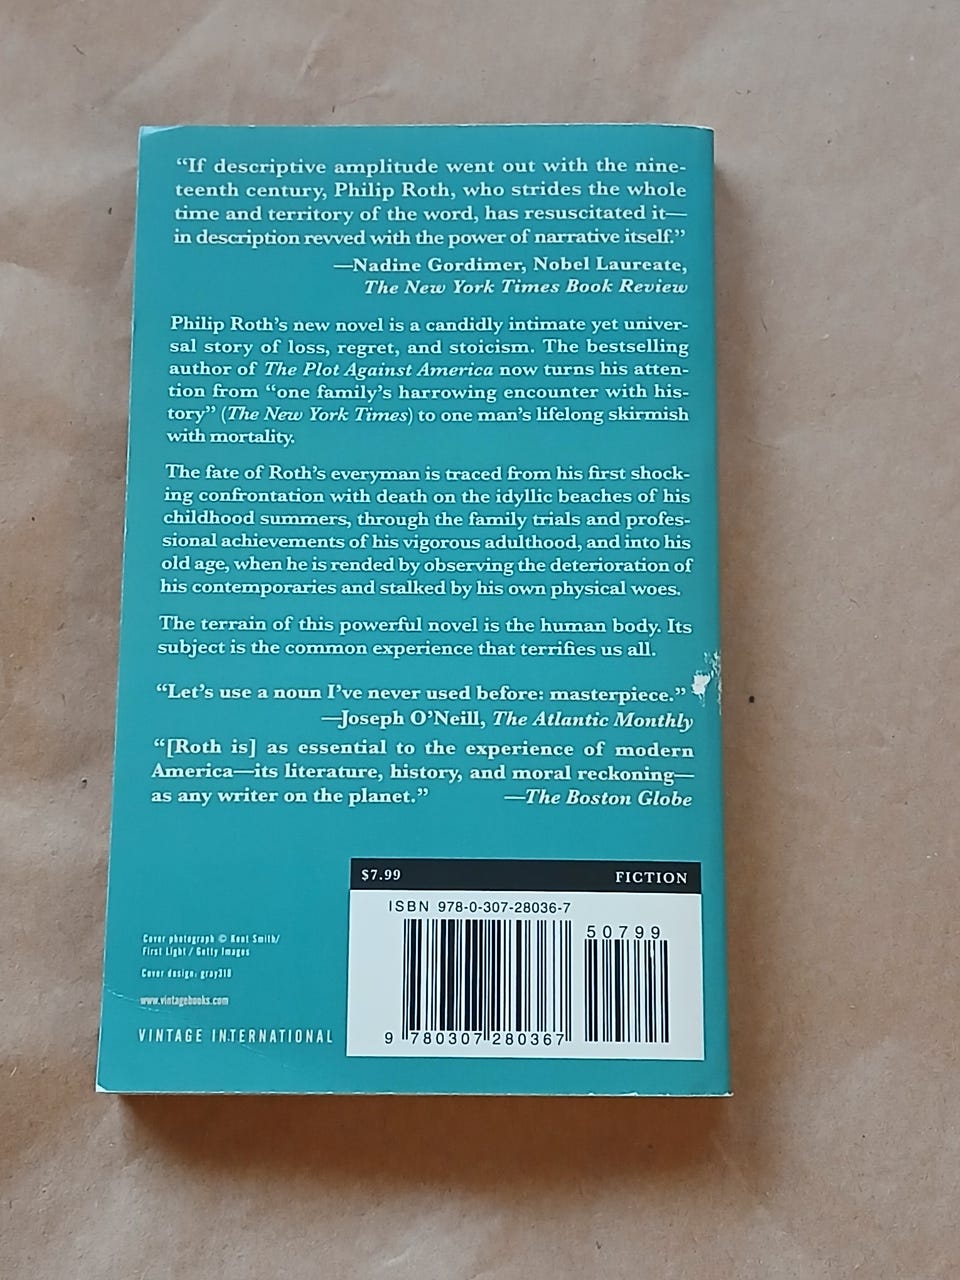 “If descriptive amplitude went out with the nine-
teenth century, Philip Roth, who strides the whole
time and territory of the word, has resuscitated it—
in description revved with the power of narrative itself.”
—Nadine Gordimer, Nobel Laureate,
The New York Times Book Review
Philip Roth’s new novel is a candidly intimate yet univer-
sal story of loss, regret, and stoicism. The bestselling
author of The Plot Against America now turns his atten-
tion from “one family’s harrowing encounter with his-
tory” (The New York Times) to one man’s lifelong skirmish
with mortality.
The fate of Roth’s everyman is traced from his first shock-
ing confrontation with death on the idyllic beaches of his
childhood summers, through the family trials and profes-
sional achievements of his vigorous adulthood, and into his
old age, when he is rended by observing the deterioration of
his contemporaries and stalked by his own physical woes.
The terrain of this powerful novel is the human body. Its
subject is the common experience that terrifies us all.
“Let’s use a noun I’ve never used before: masterpiece.”
—Joseph O’Neill, The Atlantic Monthly
“[Roth is] as essential to the experience of modern
America—its literature, history, and moral reckoning—
as any writer on the planet.” —The Boston Globe
$7.99 FICTION
ISBN 978-0-307-28036-7
50799
9 780307 280367
Cover photograph © Kent Smith/
First Light / Getty Images
Cover design: gray318
www.vintagebooks.com
VINTAGE INTERNATIONAL